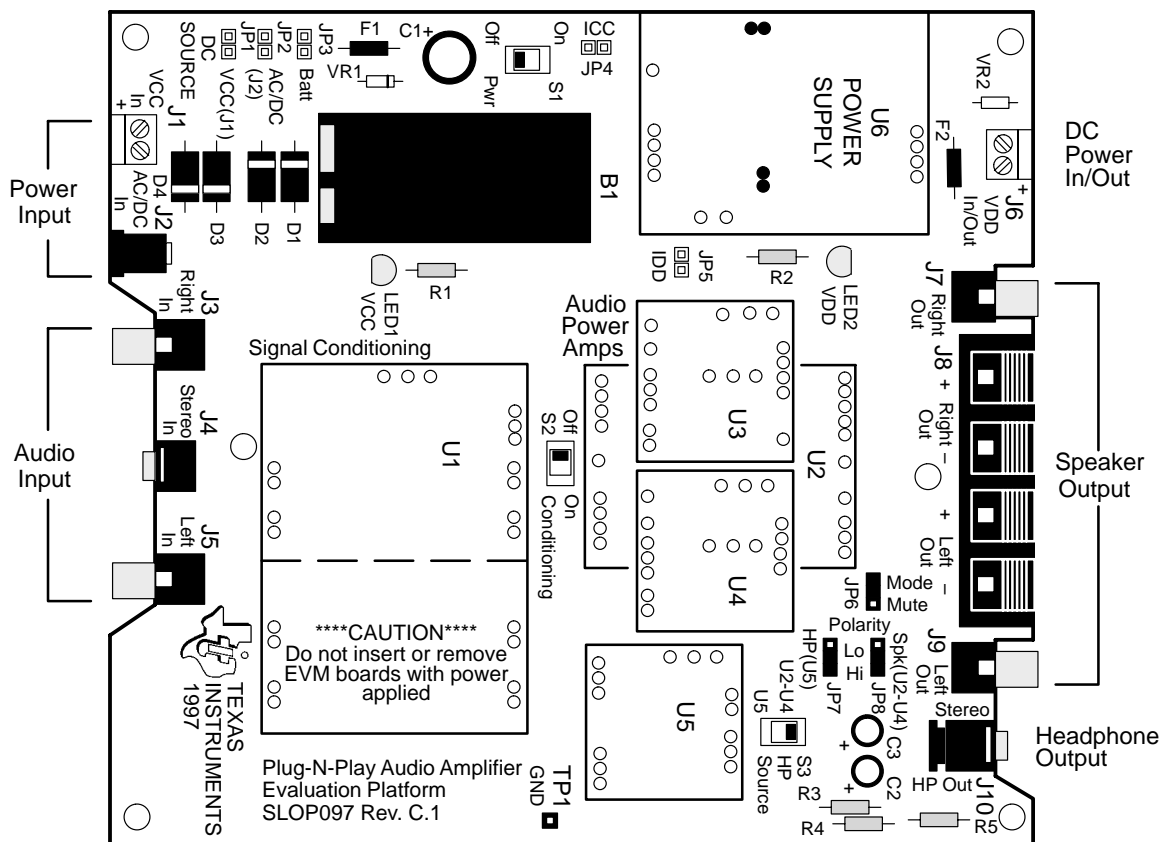 JP1
JP2
JP3
F1
C1+
Off
On
ICC
JP4
S1
Pwr
VR1
Batt
AC/DC
(J2)
VCC(J1)
DC
SOURCE
VCC
In
+
J1
D4
AC/DC
In
J2
D3
D2
D1
B1
U6
POWER
SUPPLY
VR2
F2
VDD
In/Out
J6
+
DC
Power
In/Out
Power
Input
Right
In
J3
LED1
VCC
R1
IDD
JP5
R2
LED2
VDD
J7
Right
Out
Audio
Power
Amps
Signal Conditioning
J8
+
Right
Out
−
+
Left
Out
−
Audio
Input
Stereo
In
J4
U1
Off
S2
On
Conditioning
U3
U2
U4
Speaker
Output
Left
In
J5
JP6
Mode
Mute
Polarity
HP(U5)
Lo
Hi
JP7
JP8
Spk(U2-U4)
J9
Left
Out
****CAUTION****
Do not insert or remove
EVM boards with power
applied
TEXAS
INSTRUMENTS
1997
U5
U2-U4
U5
S3
HP
Source
+
C3
+
C2
Stereo
HP Out
J10
Headphone
Output
Plug-N-Play Audio Amplifier
Evaluation Platform
SLOP097 Rev. C.1
TP1
GND
R3
R4
R5